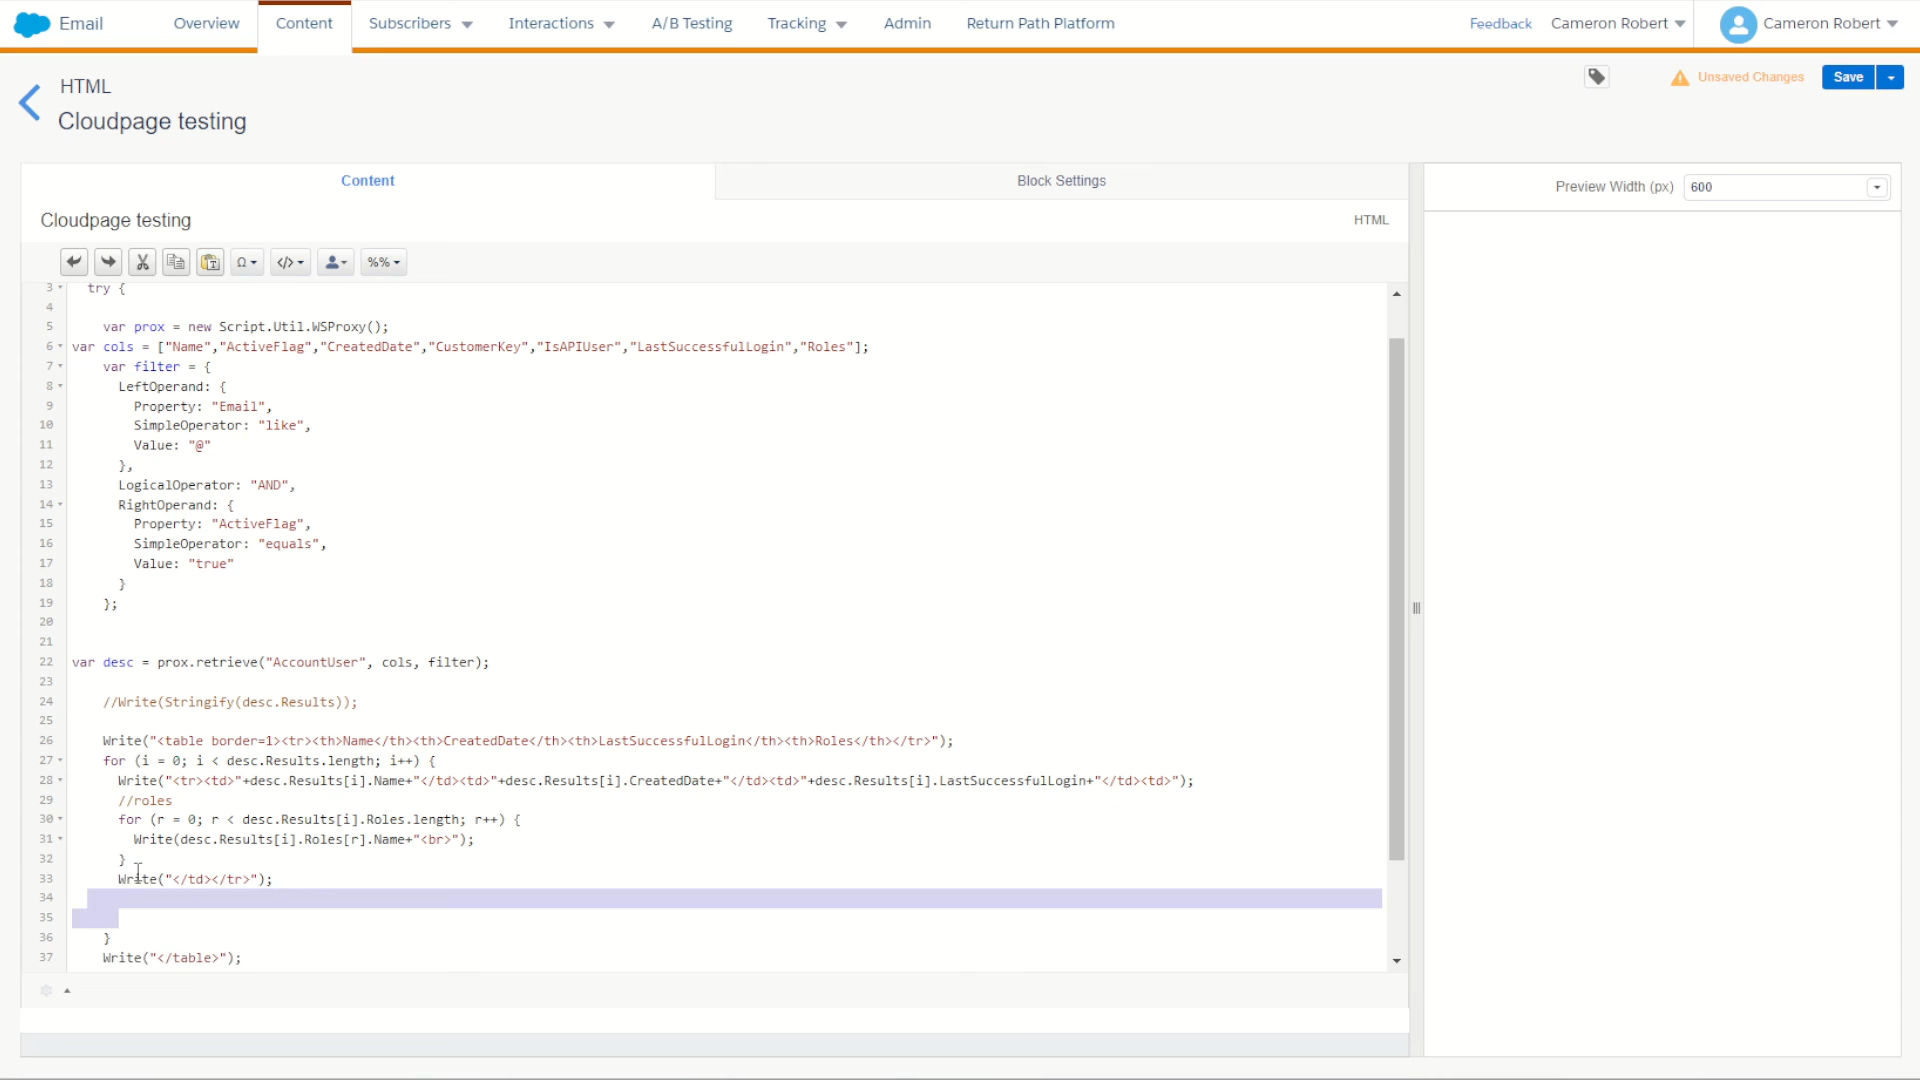 Email Overview Content Subscribers Interactions A/B Testing Tracking Admin Return Path Platform Feedback Cameron Robert Cameron Robert
HTML
Cloudpage testing
Unsaved Changes Save
Content Block Settings
Preview Width (px) 600
Cloudpage testing HTML
Ω </> %%
3 try {
4
5 var prox = new Script.Util.WSProxy();
6 var cols = ["Name","ActiveFlag","CreatedDate","CustomerKey","IsAPIUser","LastSuccessfulLogin","Roles"];
7 var filter = {
8 LeftOperand: {
9 Property: "Email",
10 SimpleOperator: "like",
11 Value: "@"
12 },
13 LogicalOperator: "AND",
14 RightOperand: {
15 Property: "ActiveFlag",
16 SimpleOperator: "equals",
17 Value: "true"
18 }
19 };
20
21
22 var desc = prox.retrieve("AccountUser", cols, filter);
23
24 //Write(Stringify(desc.Results));
25
26 Write("<table border=1><tr><th>Name</th><th>CreatedDate</th><th>LastSuccessfulLogin</th><th>Roles</th></tr>");
27 for (i = 0; i < desc.Results.length; i++) {
28 Write("<tr><td>"+desc.Results[i].Name+"</td><td>"+desc.Results[i].CreatedDate+"</td><td>"+desc.Results[i].LastSuccessfulLogin+"</td><td>");
29 //roles
30 for (r = 0; r < desc.Results[i].Roles.length; r++) {
31 Write(desc.Results[i].Roles[r].Name+"<br>");
32 }
33 Write("</td></tr>");
34
35
36 }
37 Write("</table>");